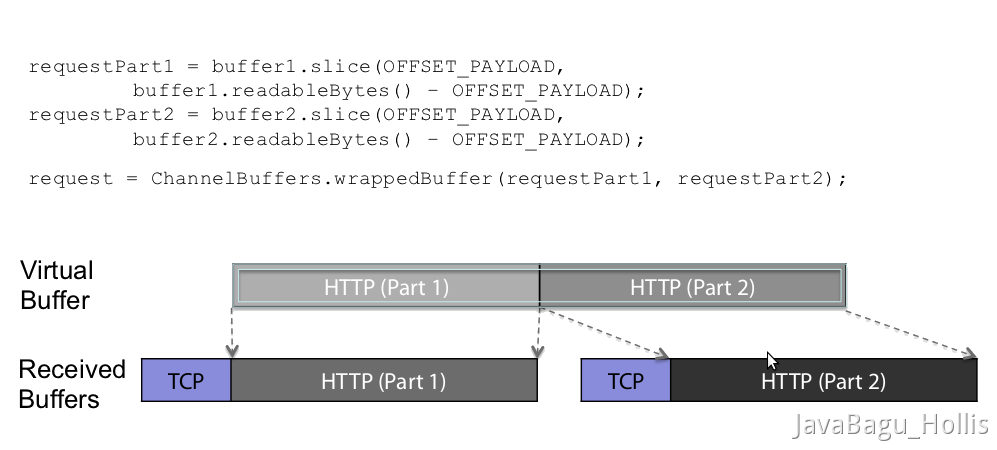 requestPart1 = buffer1.slice(OFFSET_PAYLOAD,
buffer1.readableBytes() – OFFSET_PAYLOAD);
requestPart2 = buffer2.slice(OFFSET_PAYLOAD,
buffer2.readableBytes() – OFFSET_PAYLOAD);
request = ChannelBuffers.wrappedBuffer(requestPart1, requestPart2);
Virtual
Buffer
HTTP (Part 1)
HTTP (Part 2)
Received
Buffers
TCP
HTTP (Part 1)
TCP
HTTP (Part 2)
JavaBagu_Hollis